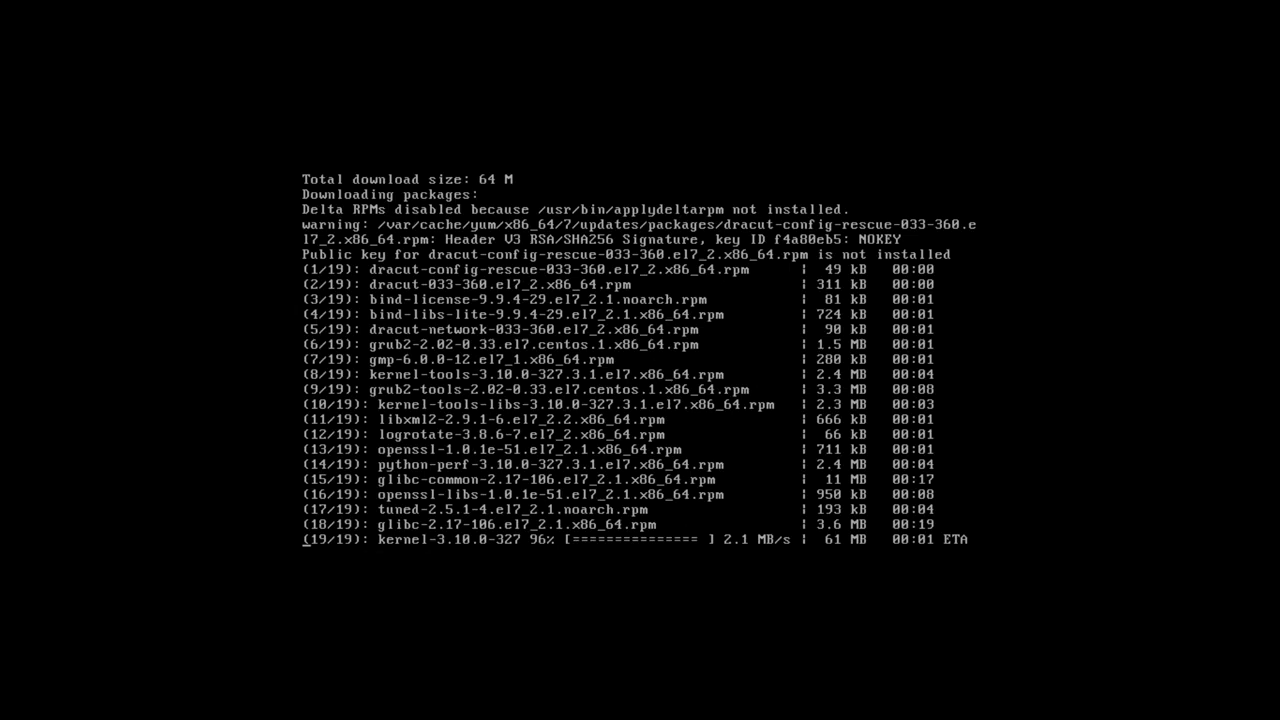 Total download size: 64 M
Downloading packages:
Delta RPMs disabled because /usr/bin/applydeltarpm not installed.
warning: /var/cache/yum/x86_64/7/updates/packages/dracut-config-rescue-033-360.e
l7_2.x86_64.rpm: Header V3 RSA/SHA256 Signature, key ID f4a80eb5: NOKEY
Public key for dracut-config-rescue-033-360.el7_2.x86_64.rpm is not installed
(1/19): dracut-config-rescue-033-360.el7_2.x86_64.rpm | 49 kB 00:00
(2/19): dracut-033-360.el7_2.x86_64.rpm | 311 kB 00:00
(3/19): bind-license-9.9.4-29.el7_2.1.noarch.rpm | 81 kB 00:01
(4/19): bind-libs-lite-9.9.4-29.el7_2.1.x86_64.rpm | 724 kB 00:01
(5/19): dracut-network-033-360.el7_2.x86_64.rpm | 90 kB 00:01
(6/19): grub2-2.02-0.33.el7.centos.1.x86_64.rpm | 1.5 MB 00:01
(7/19): gmp-6.0.0-12.el7_1.x86_64.rpm | 280 kB 00:01
(8/19): kernel-tools-3.10.0-327.3.1.el7.x86_64.rpm | 2.4 MB 00:04
(9/19): grub2-tools-2.02-0.33.el7.centos.1.x86_64.rpm | 3.3 MB 00:08
(10/19): kernel-tools-libs-3.10.0-327.3.1.el7.x86_64.rpm | 2.3 MB 00:03
(11/19): libxml2-2.9.1-6.el7_2.2.x86_64.rpm | 666 kB 00:01
(12/19): logrotate-3.8.6-7.el7_2.x86_64.rpm | 66 kB 00:01
(13/19): openssl-1.0.1e-51.el7_2.1.x86_64.rpm | 711 kB 00:01
(14/19): python-perf-3.10.0-327.3.1.el7.x86_64.rpm | 2.4 MB 00:04
(15/19): glibc-common-2.17-106.el7_2.1.x86_64.rpm | 11 MB 00:17
(16/19): openssl-libs-1.0.1e-51.el7_2.1.x86_64.rpm | 950 kB 00:08
(17/19): tuned-2.5.1-4.el7_2.1.noarch.rpm | 193 kB 00:04
(18/19): glibc-2.17-106.el7_2.1.x86_64.rpm | 3.6 MB 00:19
(19/19): kernel-3.10.0-327 96% [=============== ] 2.1 MB/s | 61 MB 00:01 ETA